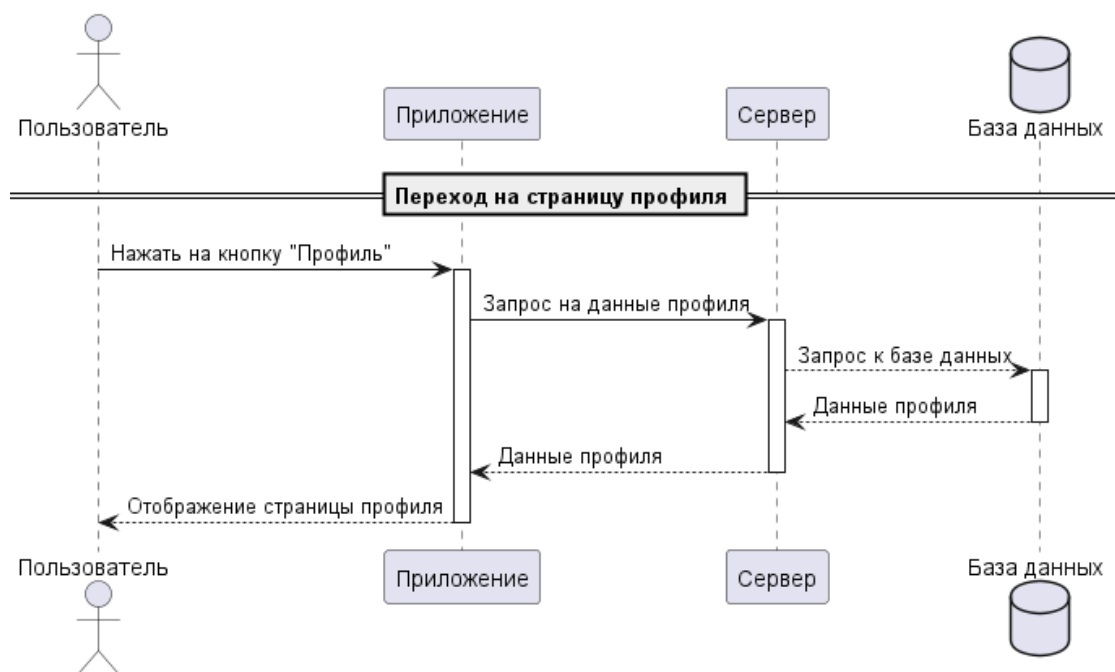 Пользователь
Приложение
Сервер
База данных
Переход на страницу профиля
Нажать на кнопку "Профиль"
Запрос на данные профиля
Запрос к базе данных
Данные профиля
Данные профиля
Отображение страницы профиля
Пользователь
Приложение
Сервер
База данных